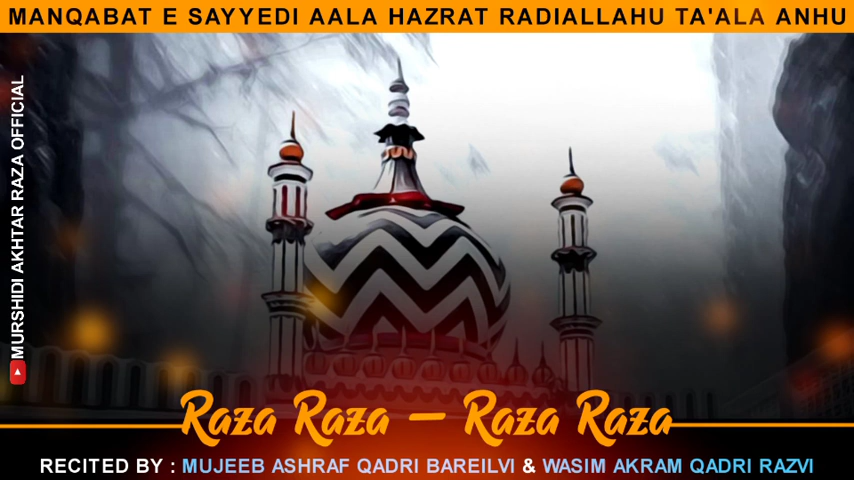 MANQABAT E SAYYEDI AALA HAZRAT RADIALLAHU TA'ALA ANHU
MURSHIDI AKHTAR RAZA OFFICIAL
Raza Raza – Raza Raza
RECITED BY : MUJEEB ASHRAF QADRI BAREILVI & WASIM AKRAM QADRI RAZVI